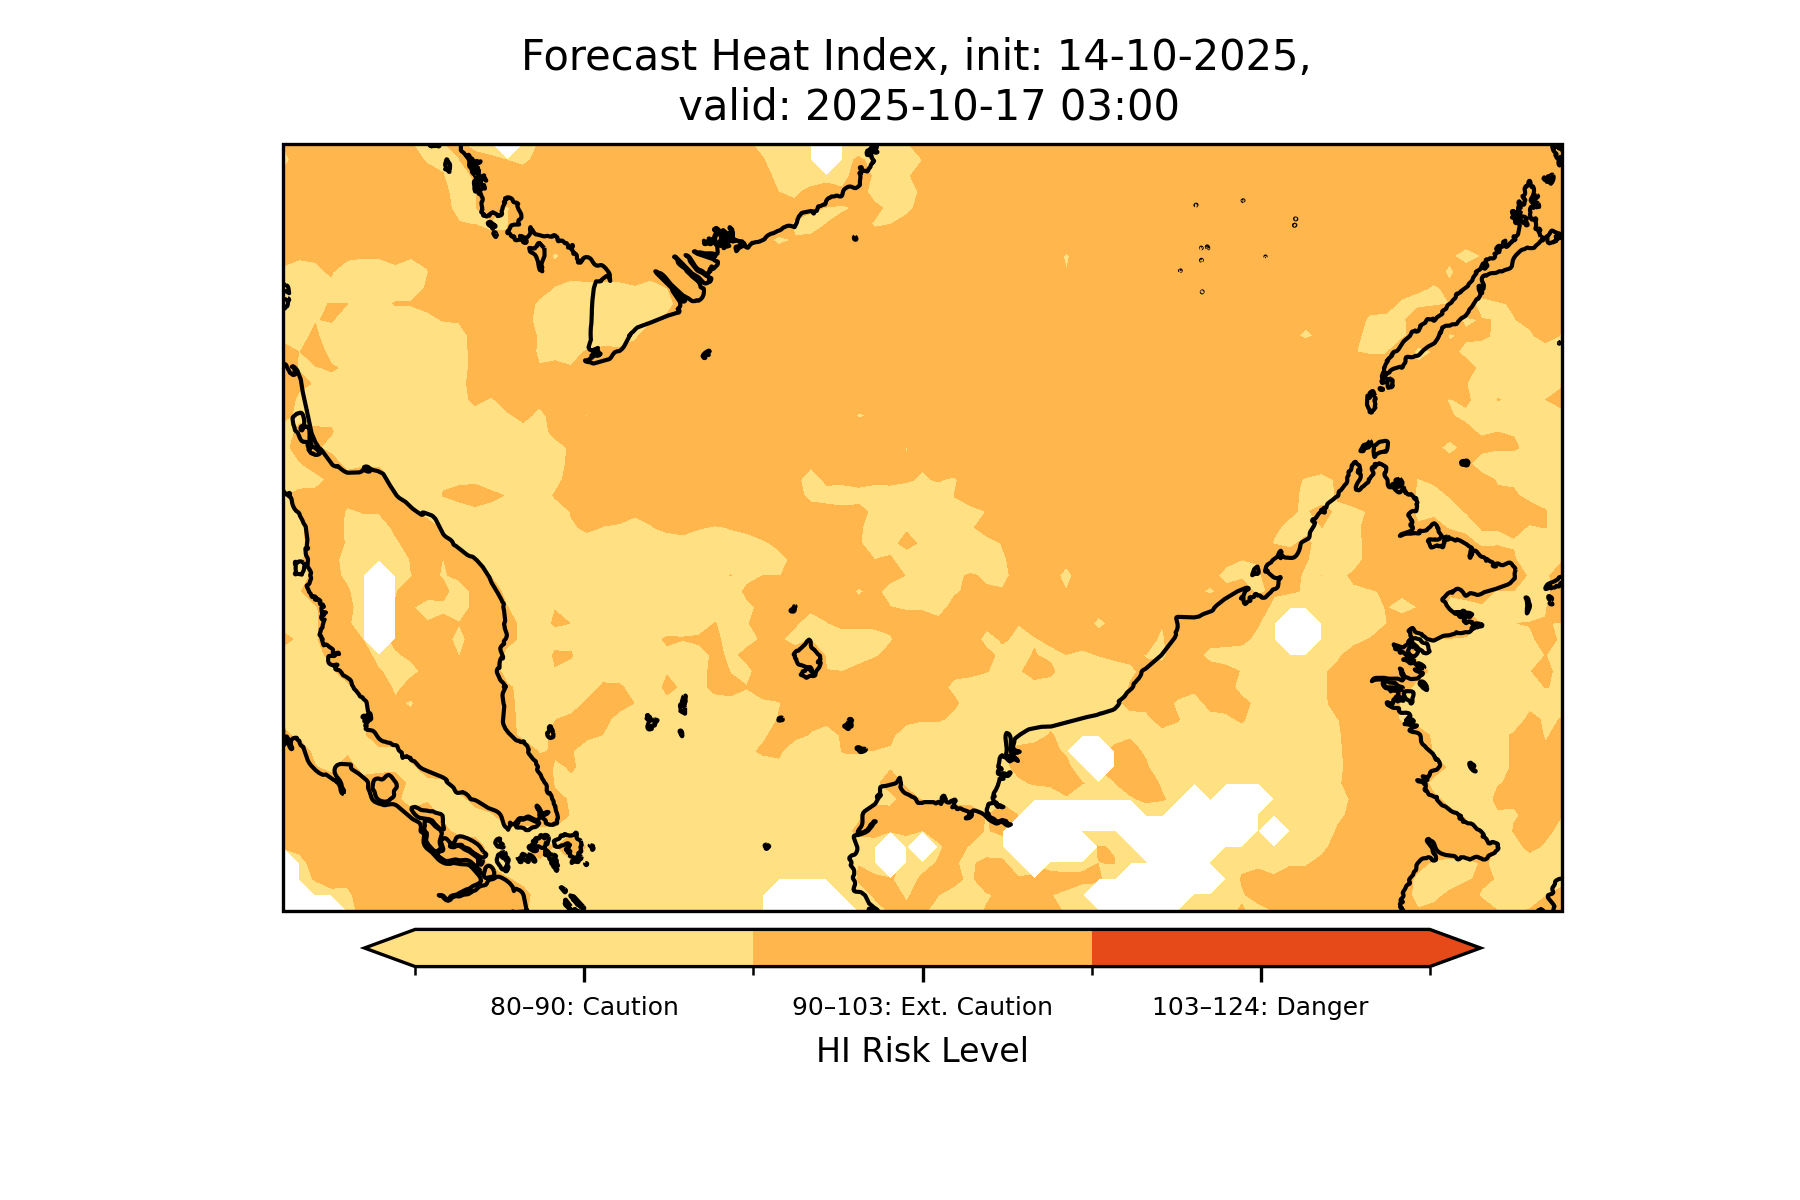 Forecast Heat Index, init: 14-10-2025,
valid: 2025-10-17 03:00
80–90: Caution
90–103: Ext. Caution
103–124: Danger
HI Risk Level